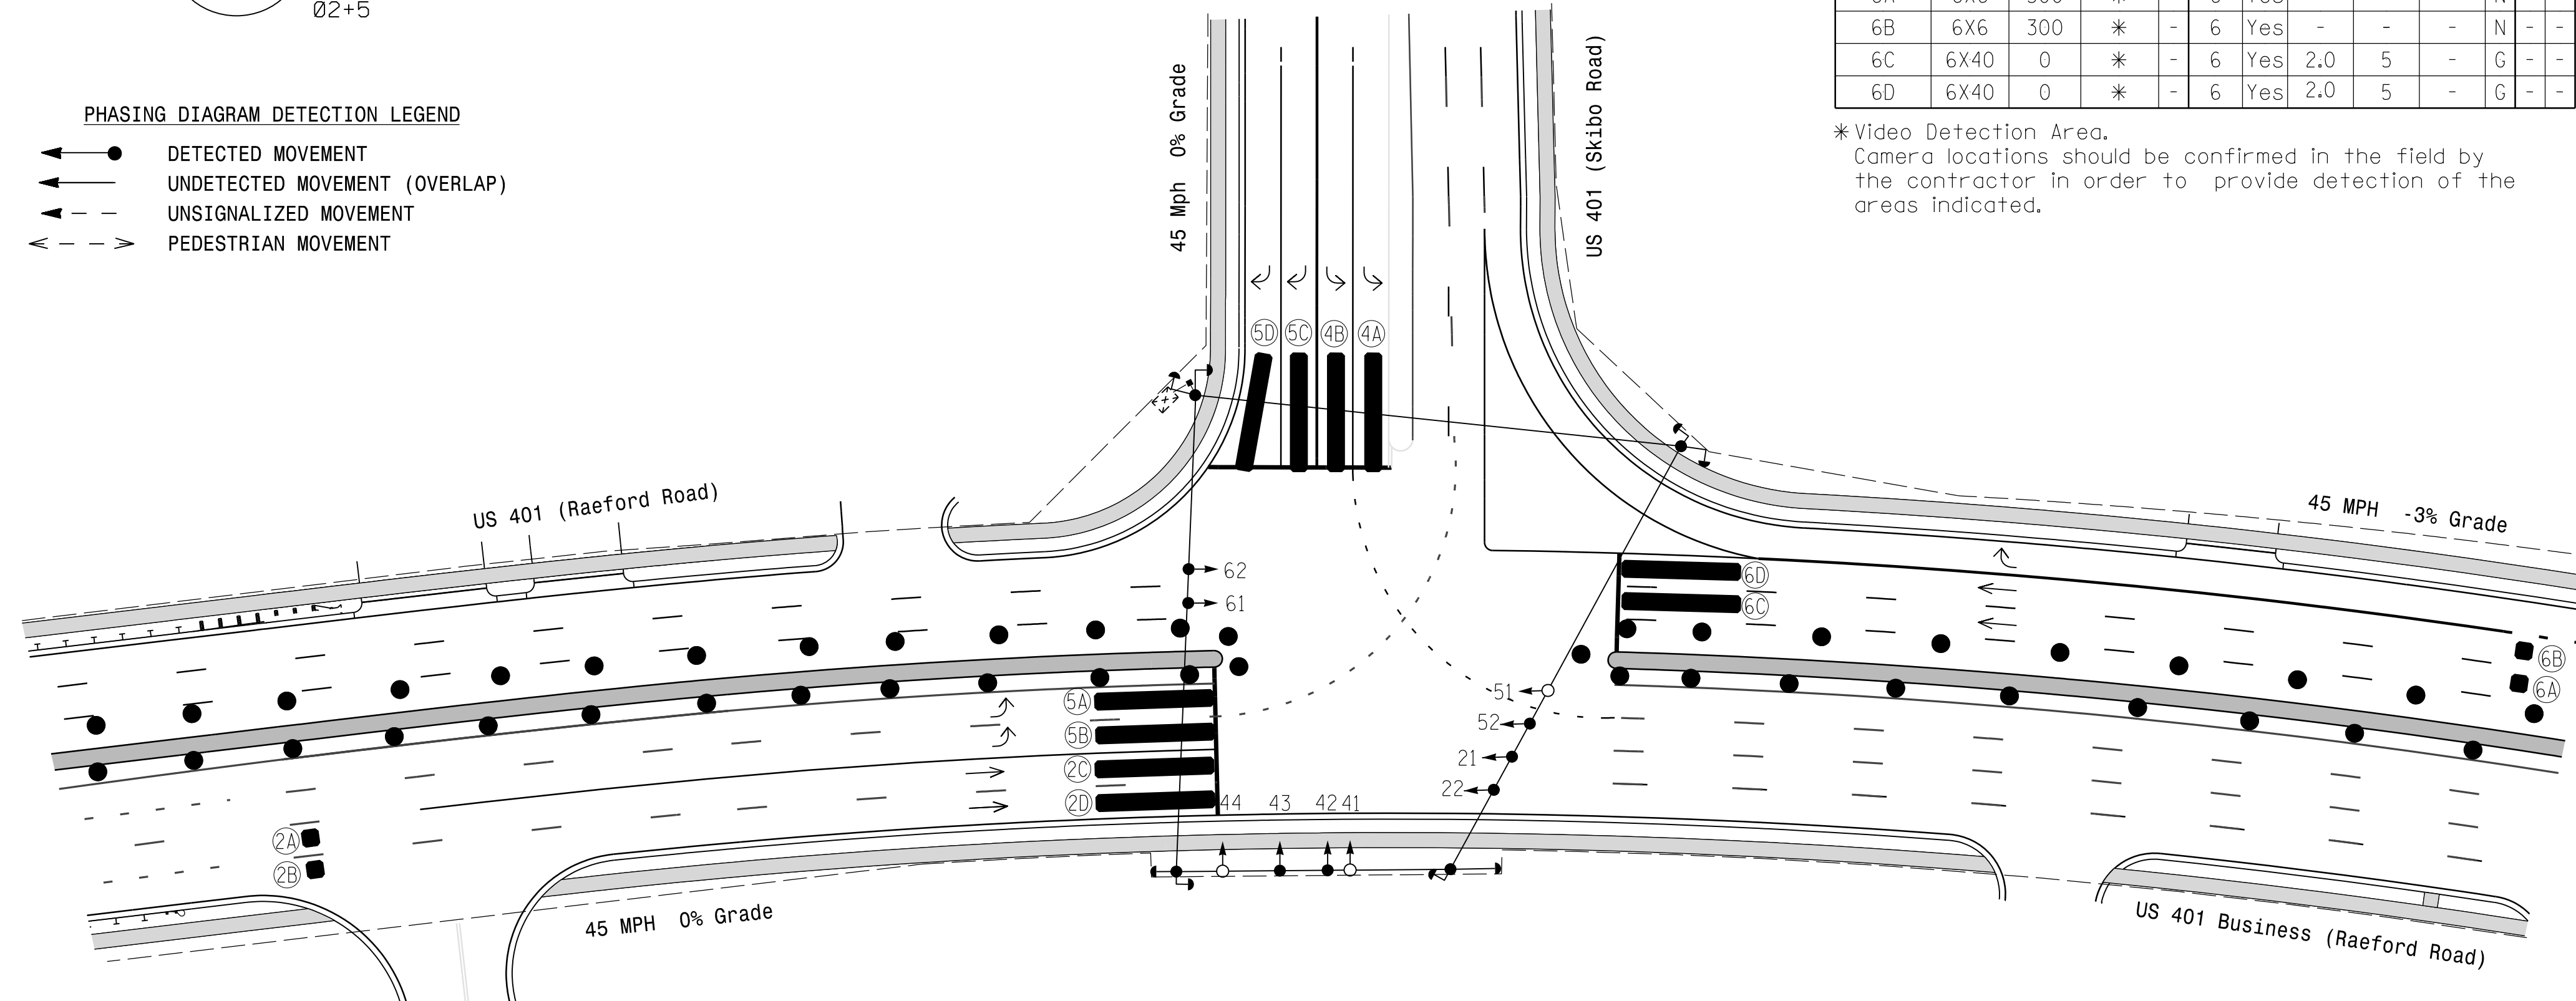 Ø2+5
PHASING DIAGRAM DETECTION LEGEND
DETECTED MOVEMENT
UNDETECTED MOVEMENT (OVERLAP)
UNSIGNALIZED MOVEMENT
PEDESTRIAN MOVEMENT
6B 6X6 300 * - 6 Yes - - - N - -
6C 6X40 0 * - 6 Yes 2.0 5 - G - -
6D 6X40 0 * - 6 Yes 2.0 5 - G - -
* Video Detection Area.
Camera locations should be confirmed in the field by
the contractor in order to provide detection of the
areas indicated.
45 Mph 0% Grade
US 401 (Skibo Road)
5D 5C 4B 4A
US 401 (Raeford Road)
45 MPH -3% Grade
62
61
6D
6C
6B
6A
5A
5B
2C
2D
51
52
21
22
44 43 42 41
2A
2B
45 MPH 0% Grade
US 401 Business (Raeford Road)